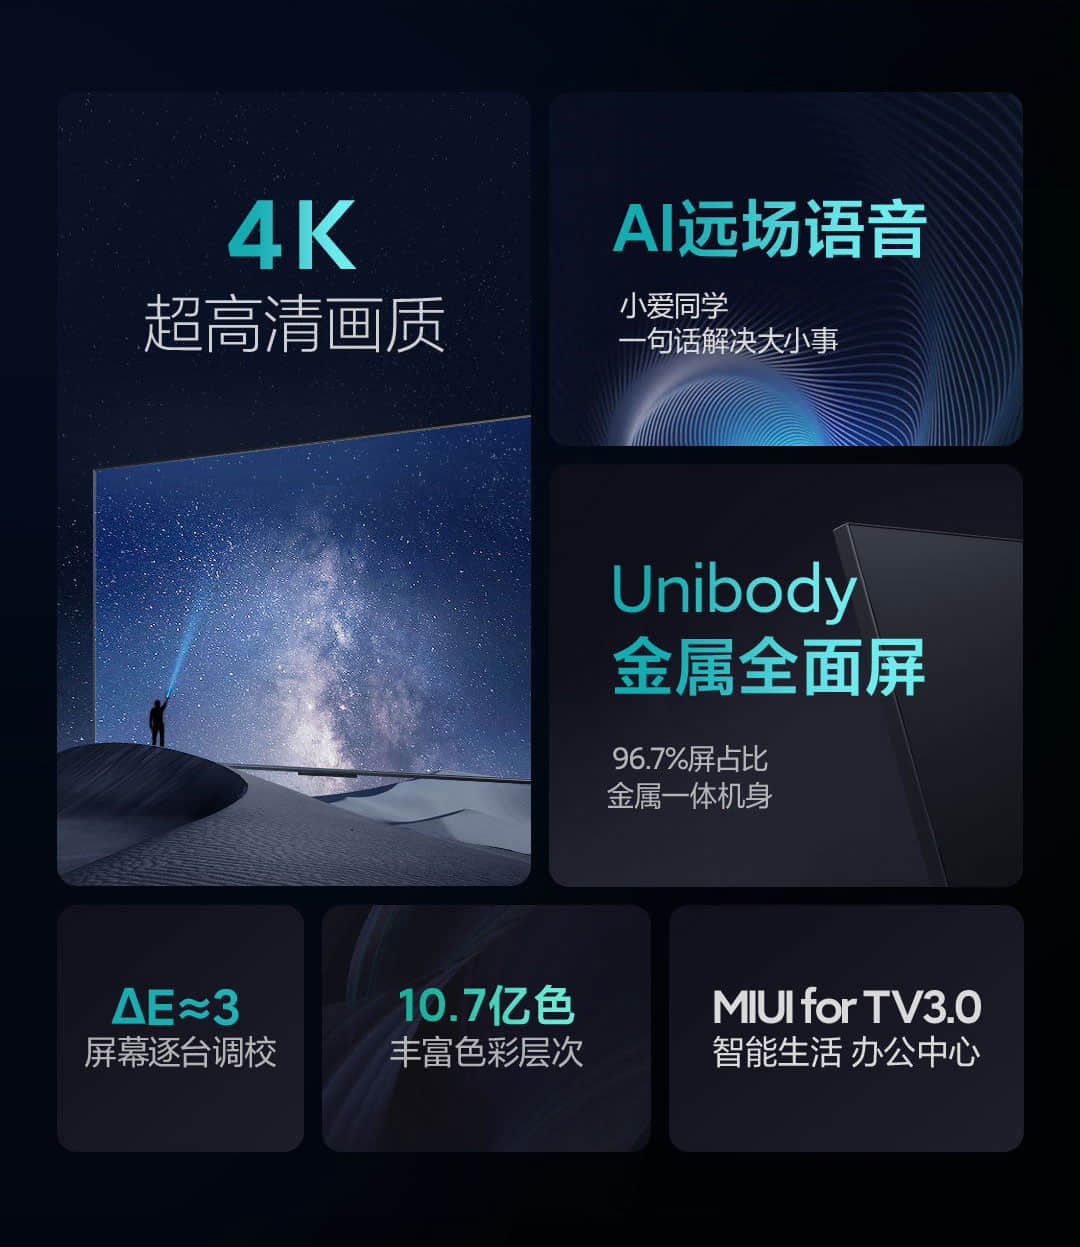 4K
超高清画质
AI远场语音
小爱同学
一句话解决大小事
Unibody
金属全面屏
96.7%屏占比
金属一体机身
ΔE≈3
屏幕逐台调校
10.7亿色
丰富色彩层次
MIUI for TV3.0
智能生活 办公中心